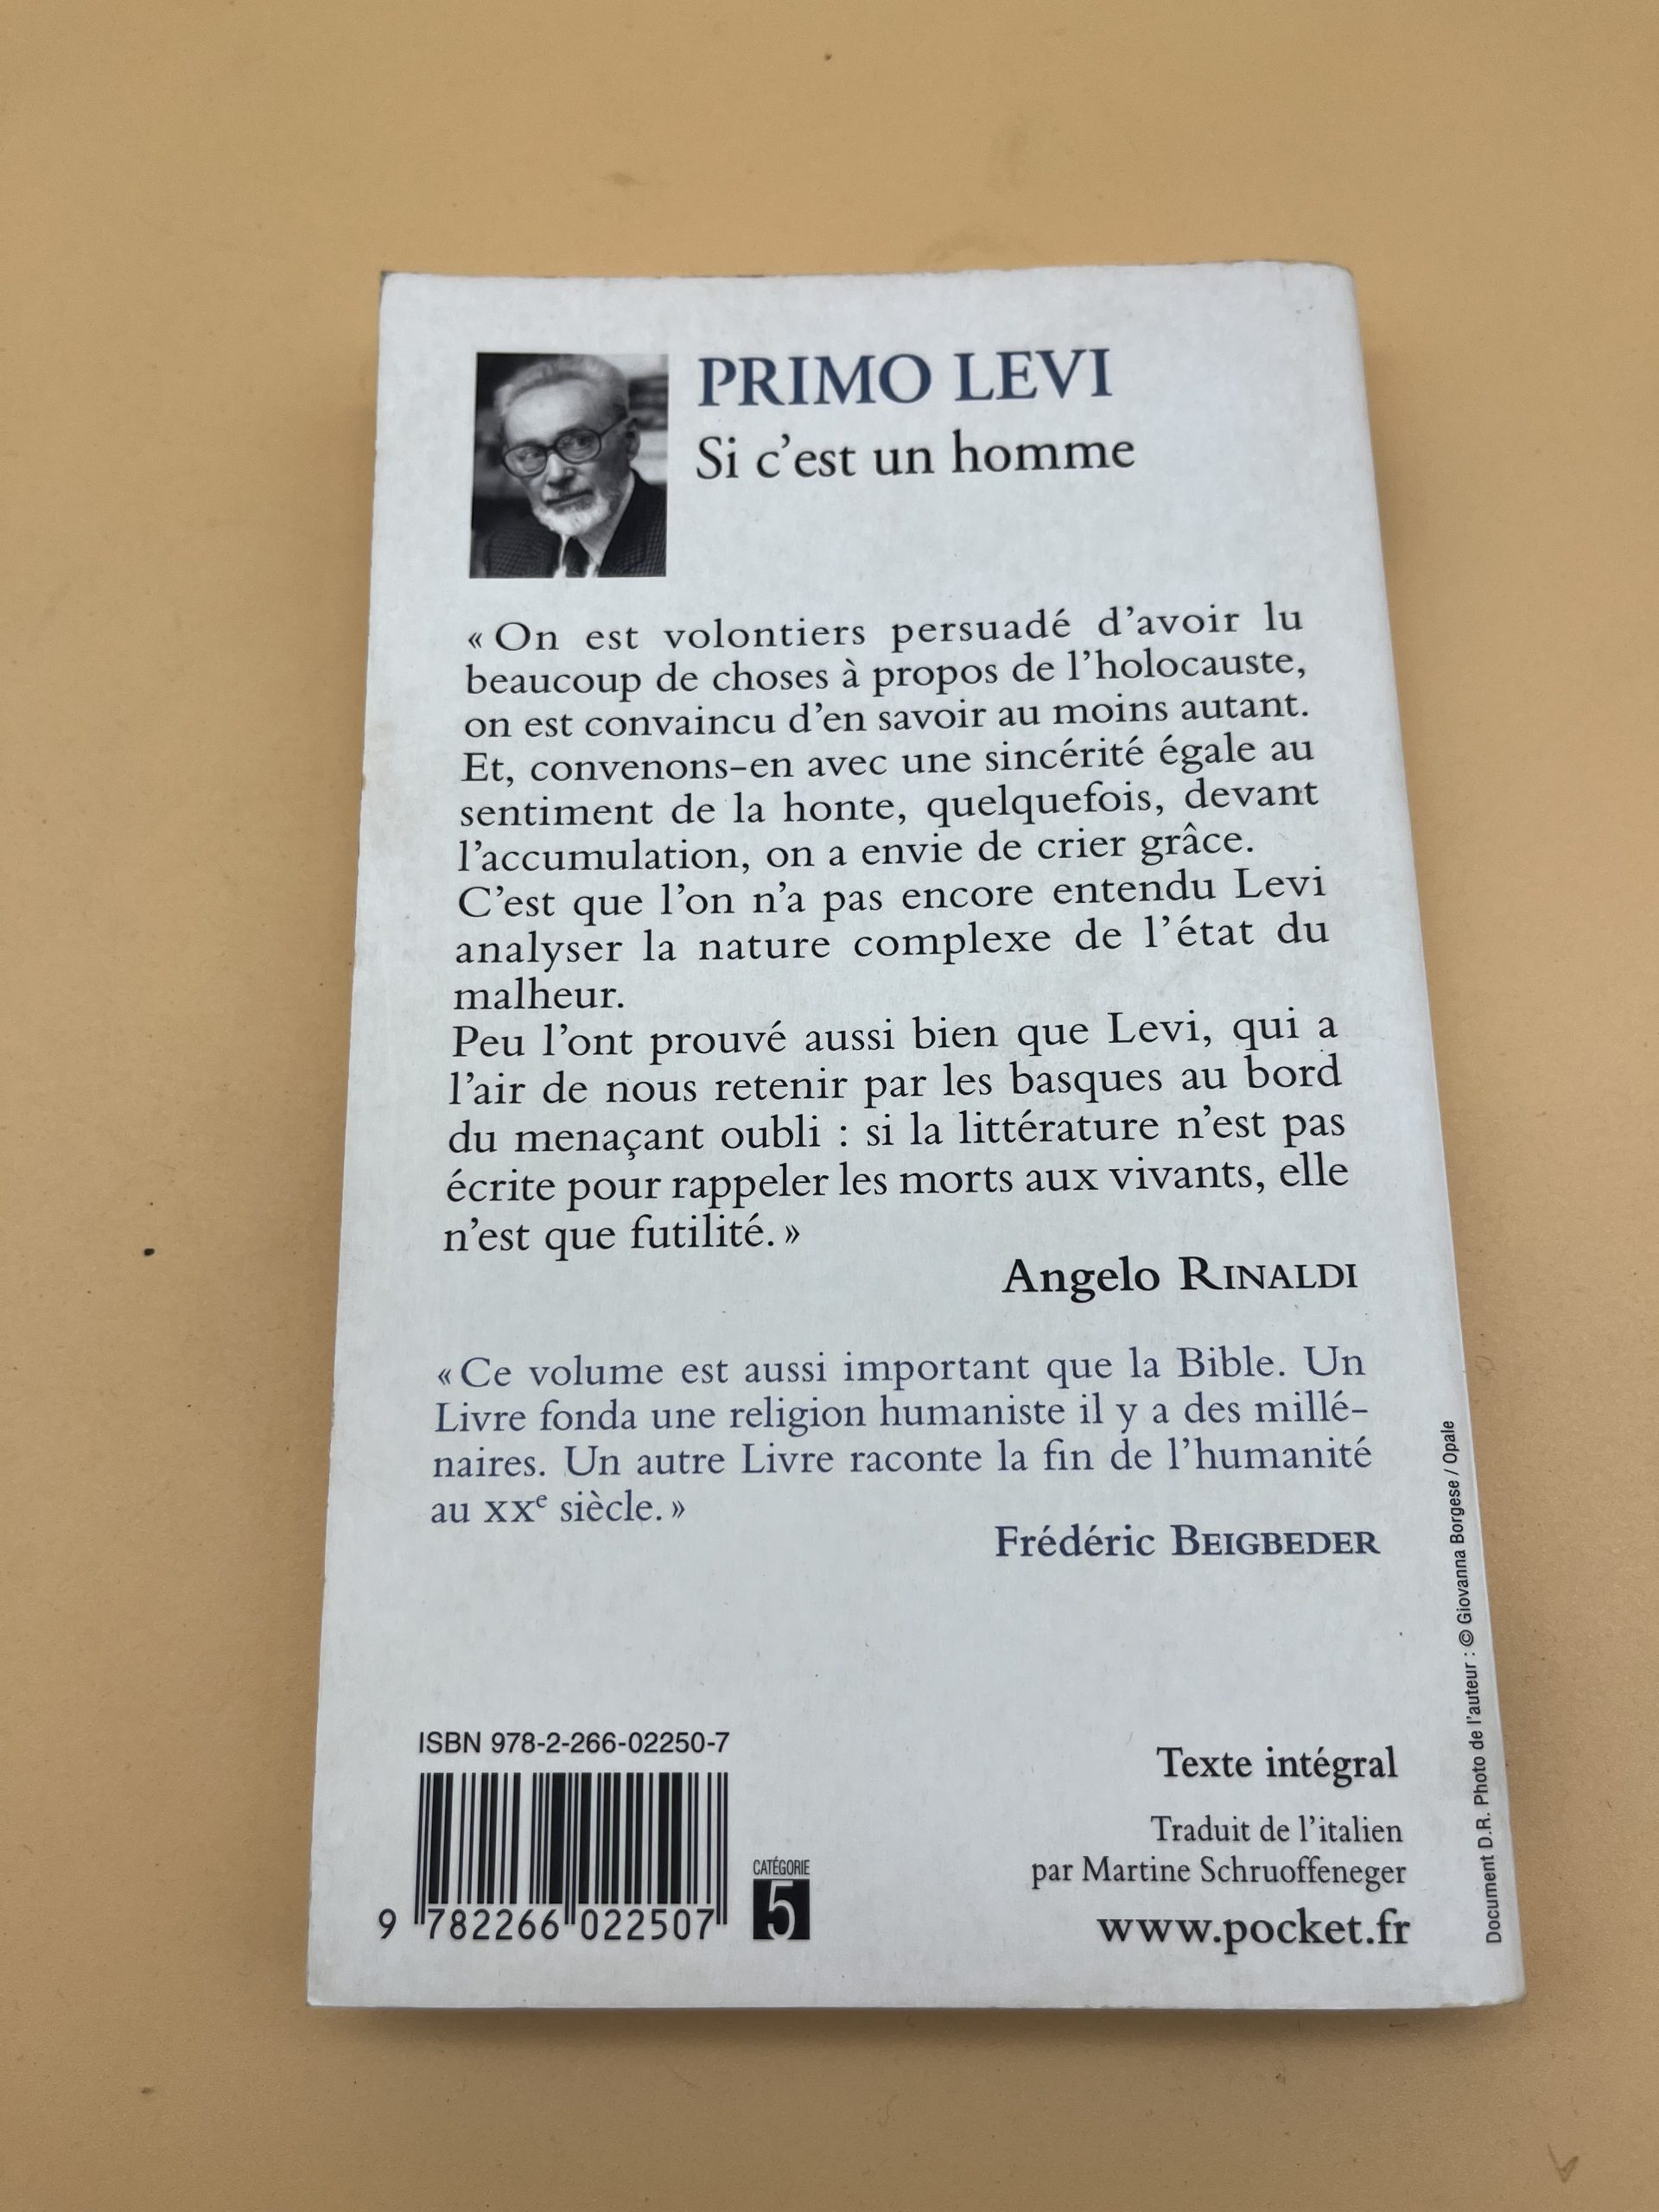 PRIMO LEVI
Si c'est un homme
« On est volontiers persuadé d'avoir lu
beaucoup de choses à propos de l'holocauste,
on est convaincu d'en savoir au moins autant.
Et, convenons-en avec une sincérité égale au
sentiment de la honte, quelquefois, devant
l'accumulation, on a envie de crier grâce.
C'est que l'on n'a pas encore entendu Levi
analyser la nature complexe de l'état du
malheur.
Peu l'ont prouvé aussi bien que Levi, qui a
l'air de nous retenir par les basques au bord
du menaçant oubli : si la littérature n'est pas
écrite pour rappeler les morts aux vivants, elle
n'est que futilité. »
Angelo RINALDI
« Ce volume est aussi important que la Bible. Un
Livre fonda une religion humaniste il y a des millé-
naires. Un autre Livre raconte la fin de l'humanité
au XXe siècle. »
Frédéric BEIGBEDER
ISBN 978-2-266-02250-7
9 782266 022507
CATÉGORIE
5
Texte intégral
Traduit de l'italien
par Martine Schruoffeneger
www.pocket.fr
Document D.R. Photo de l'auteur : © Giovanna Borgese / Opale